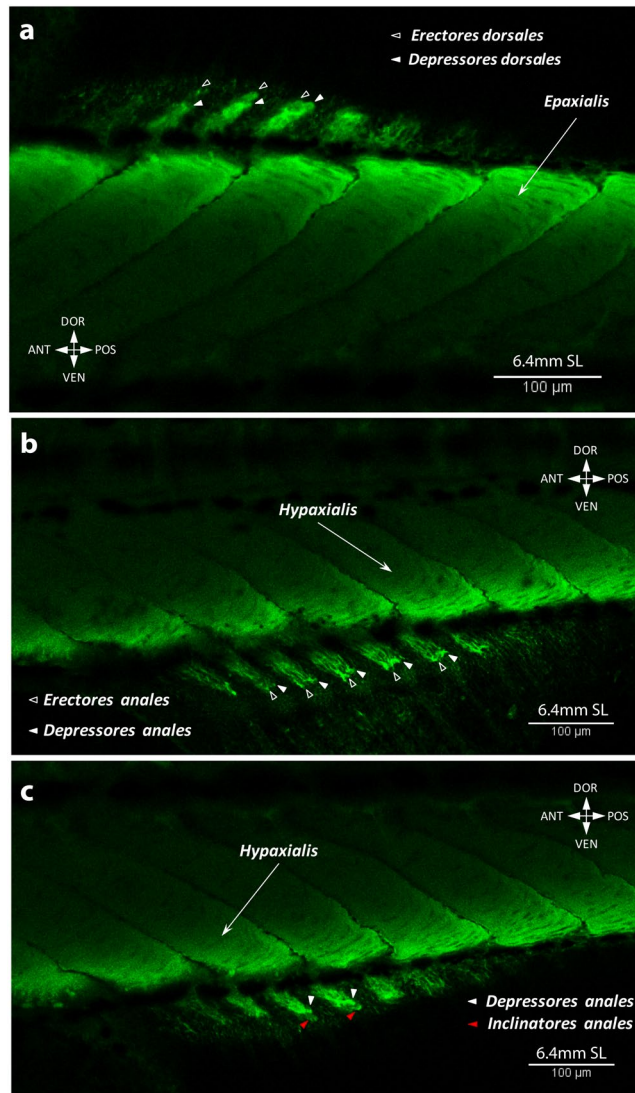 a
Erectores dorsales
Depressores dorsales
Epaxialis
DOR
ANT POS
VEN
6.4mm SL
100 µm
b
DOR
ANT POS
VEN
Hypaxialis
Erectores anales
Depressores anales
6.4mm SL
100 µm
c
DOR
ANT POS
VEN
Hypaxialis
Depressores anales
Inclinatores anales
6.4mm SL
100 µm